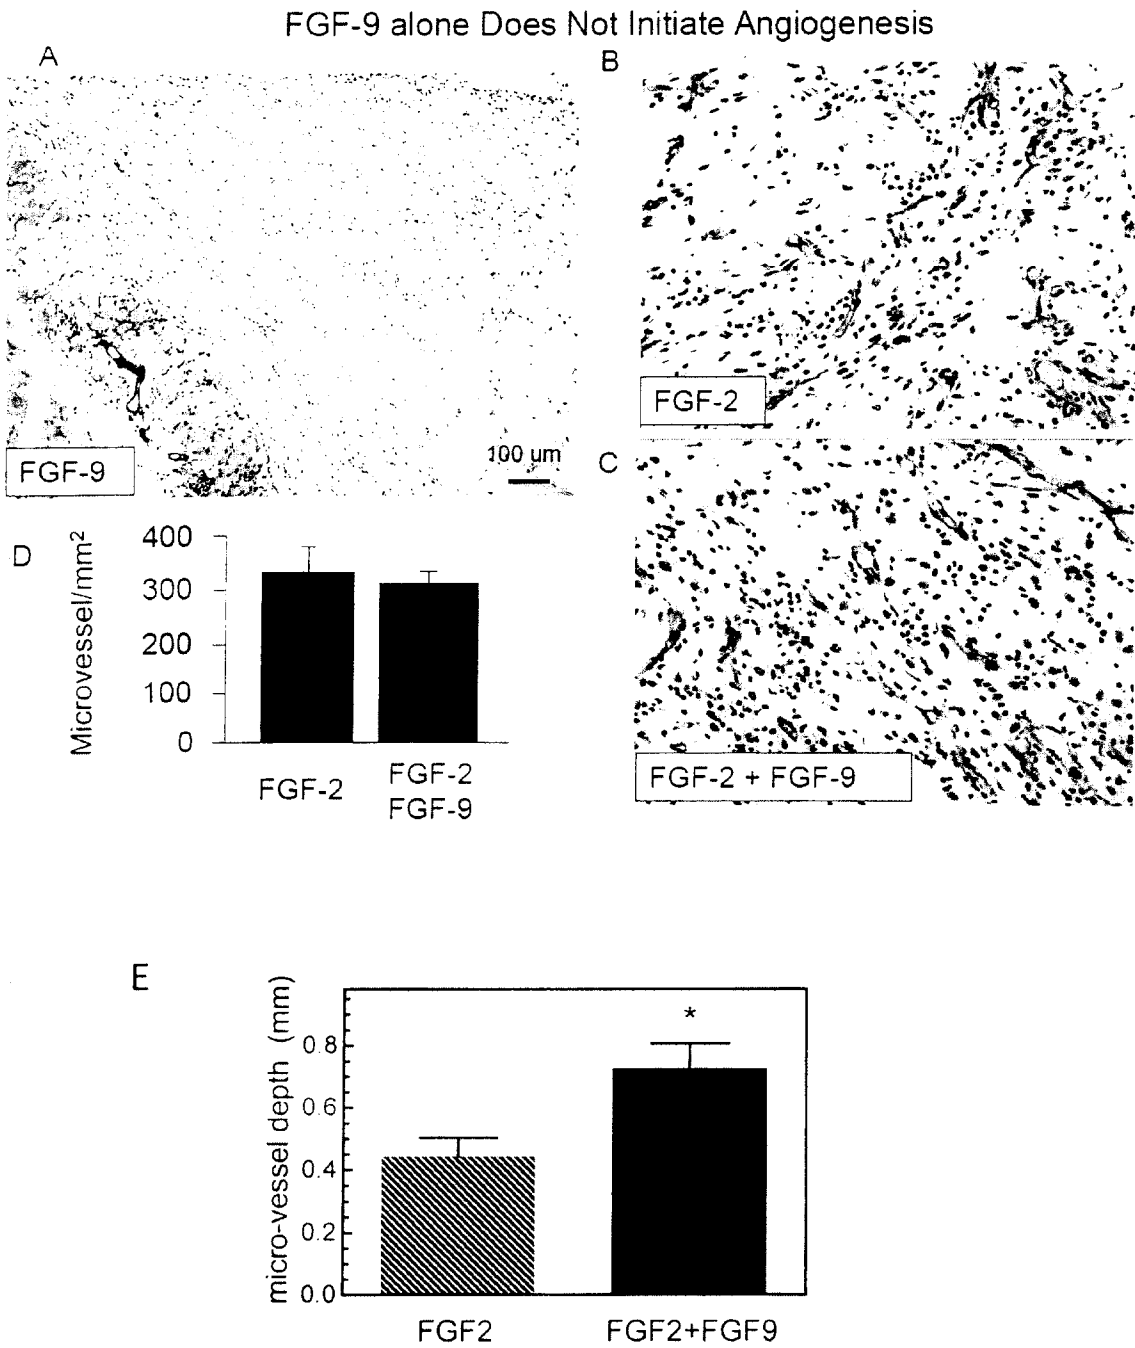 FGF-9 alone Does Not Initiate Angiogenesis
A
B
FGF-9
100 um
FGF-2
C
FGF-2 + FGF-9
D
Microvessel/mm²
400
300
200
100
0
FGF-2
FGF-2
FGF-9
E
micro-vessel depth (mm)
0.8
0.6
0.4
0.2
0.0
*
FGF2
FGF2+FGF9